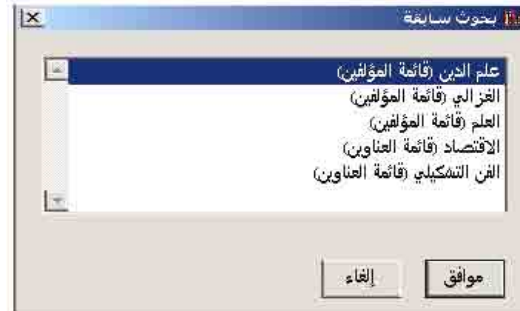 بحوث سابقة
علم الدين (قائمة المؤلفين)
الغزالي (قائمة المؤلفين)
العلم (قائمة المؤلفين)
الاقتصاد (قائمة العناوين)
الفن التشكيلي (قائمة العناوين)
موافق إلغاء